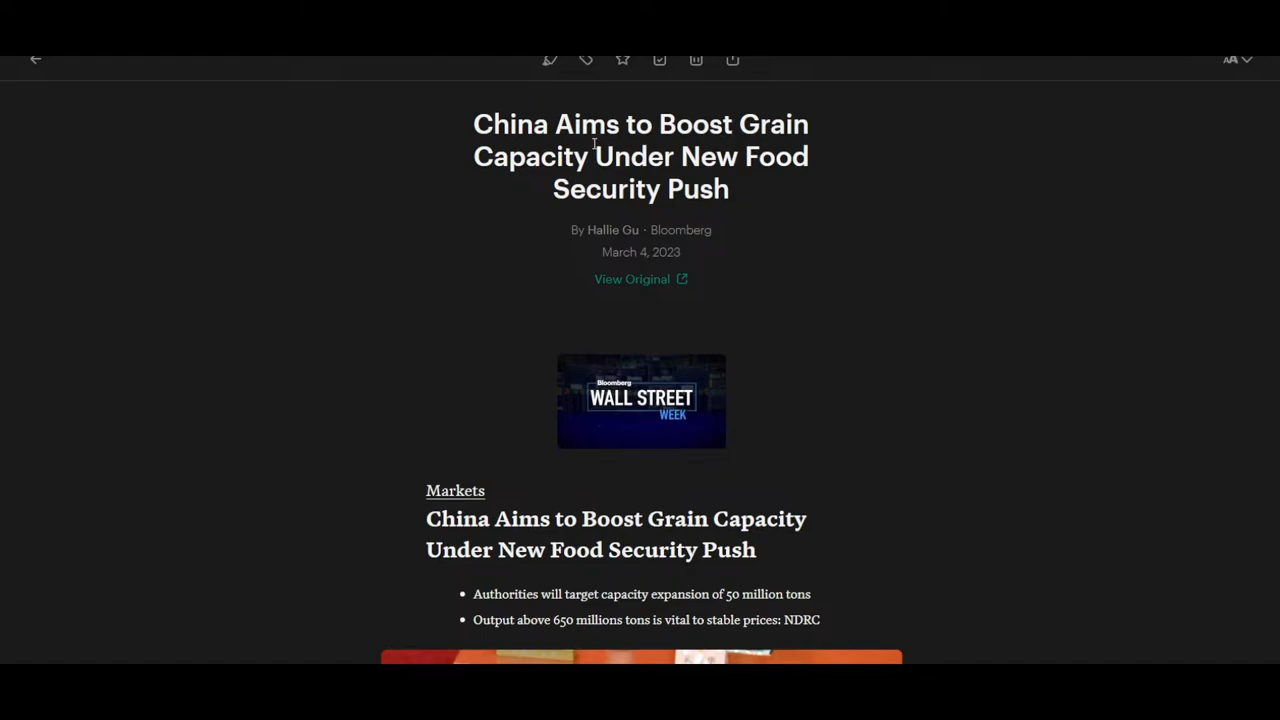 AA
China Aims to Boost Grain
Capacity Under New Food
Security Push
By Hallie Gu · Bloomberg
March 4, 2023
View Original
Bloomberg
WALL STREET
WEEK
Markets
China Aims to Boost Grain Capacity
Under New Food Security Push
• Authorities will target capacity expansion of 50 million tons
• Output above 650 millions tons is vital to stable prices: NDRC